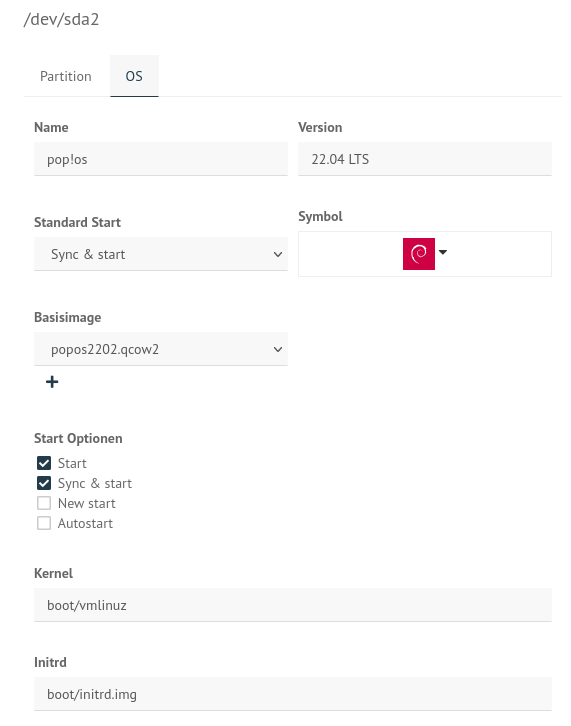 /dev/sda2
Partition OS
Name Version
pop!os 22.04 LTS
Standard Start Symbol
Sync & start
Basisimage
popos2202.qcow2
Start Optionen
Start
Sync & start
New start
Autostart
Kernel
boot/vmlinuz
Initrd
boot/initrd.img